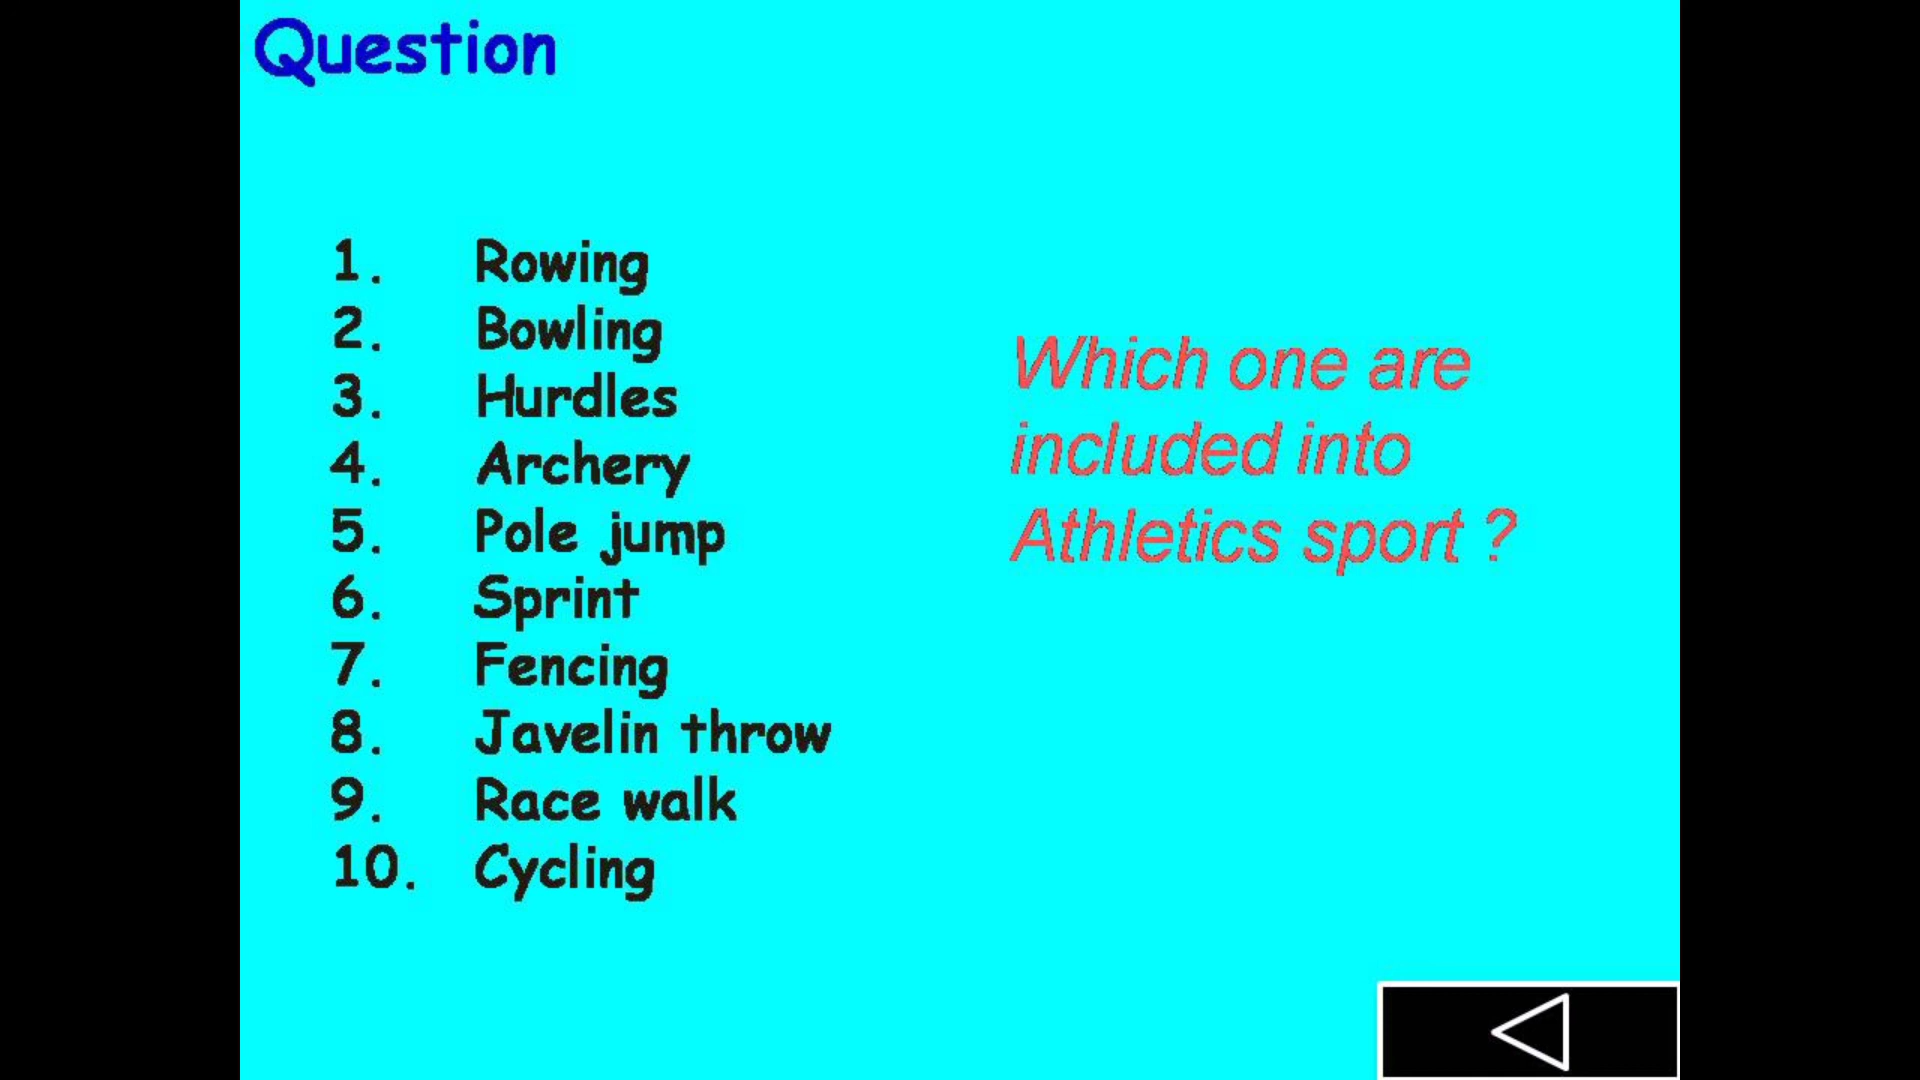 Question
1. Rowing
2. Bowling
3. Hurdles
4. Archery
5. Pole jump
6. Sprint
7. Fencing
8. Javelin throw
9. Race walk
10. Cycling
Which one are
included into
Athletics sport ?